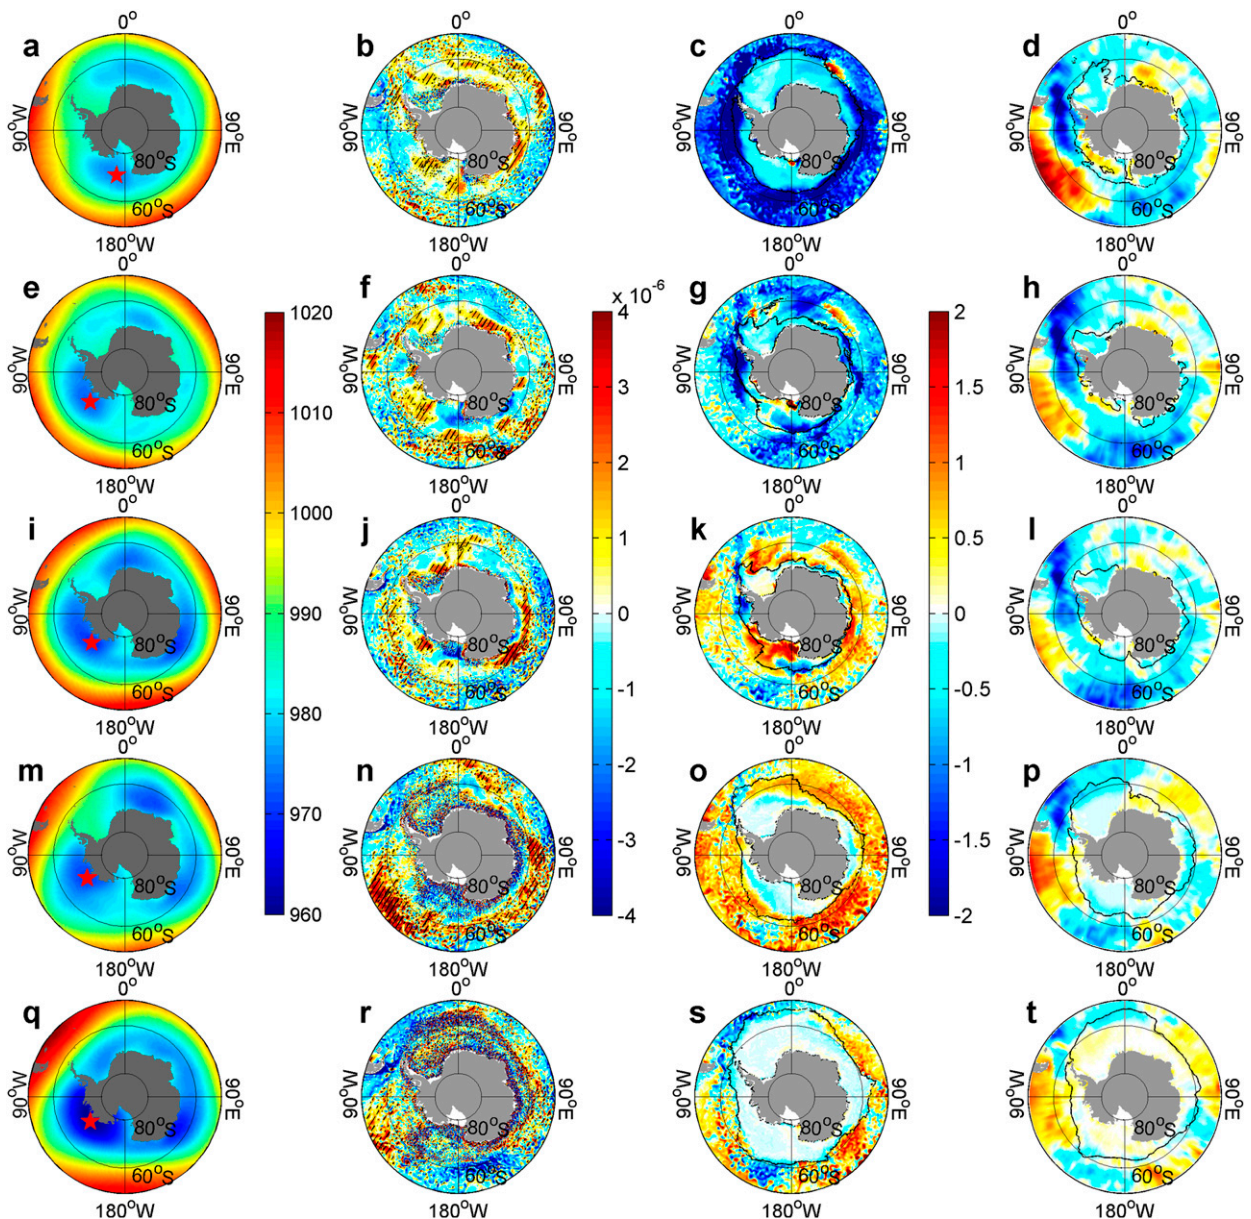 0°
0°
0°
0°
a
b
c
d
90°W
80°S
60°S
90°E
90°W
80°S
60°S
90°E
90°W
80°S
60°S
90°E
90°W
80°S
60°S
90°E
180°W
180°W
180°W
180°W
0°
0°
0°
0°
e
f
g
h
90°W
80°S
60°S
90°E
90°W
80°S
60°S
90°E
90°W
80°S
60°S
90°E
90°W
80°S
60°S
90°E
180°W
180°W
180°W
180°W
0°
0°
0°
0°
i
j
k
l
90°W
80°S
60°S
90°E
90°W
80°S
60°S
90°E
90°W
80°S
60°S
90°E
90°W
80°S
60°S
90°E
180°W
180°W
180°W
180°W
0°
0°
0°
0°
m
n
o
p
90°W
80°S
60°S
90°E
90°W
80°S
60°S
90°E
90°W
80°S
60°S
90°E
90°W
80°S
60°S
90°E
180°W
180°W
180°W
180°W
0°
0°
0°
0°
q
r
s
t
90°W
80°S
60°S
90°E
90°W
80°S
60°S
90°E
90°W
80°S
60°S
90°E
90°W
80°S
60°S
90°E
180°W
180°W
180°W
180°W
1020
1010
1000
990
980
970
960
x 10⁻⁶
4
3
2
1
0
-1
-2
-3
-4
2
1.5
1
0.5
0
-0.5
-1
-1.5
-2